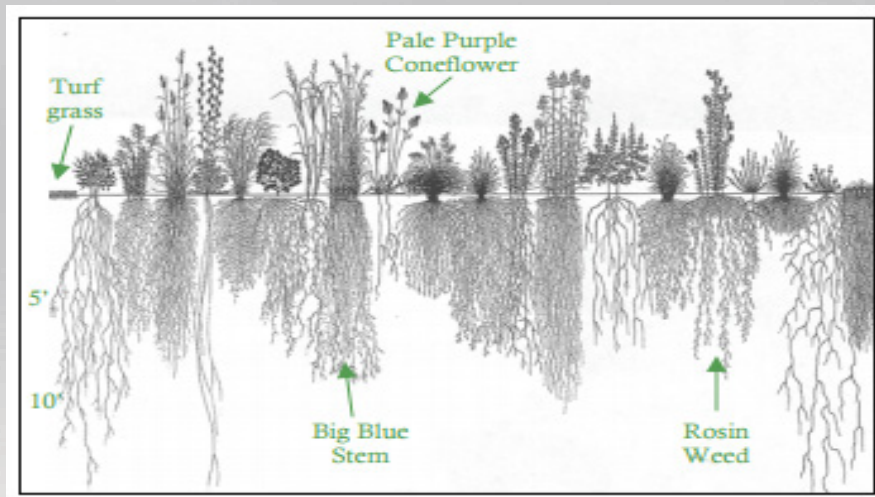 Turf
grass
Pale Purple
Coneflower
5'
10'
Big Blue
Stem
Rosin
Weed